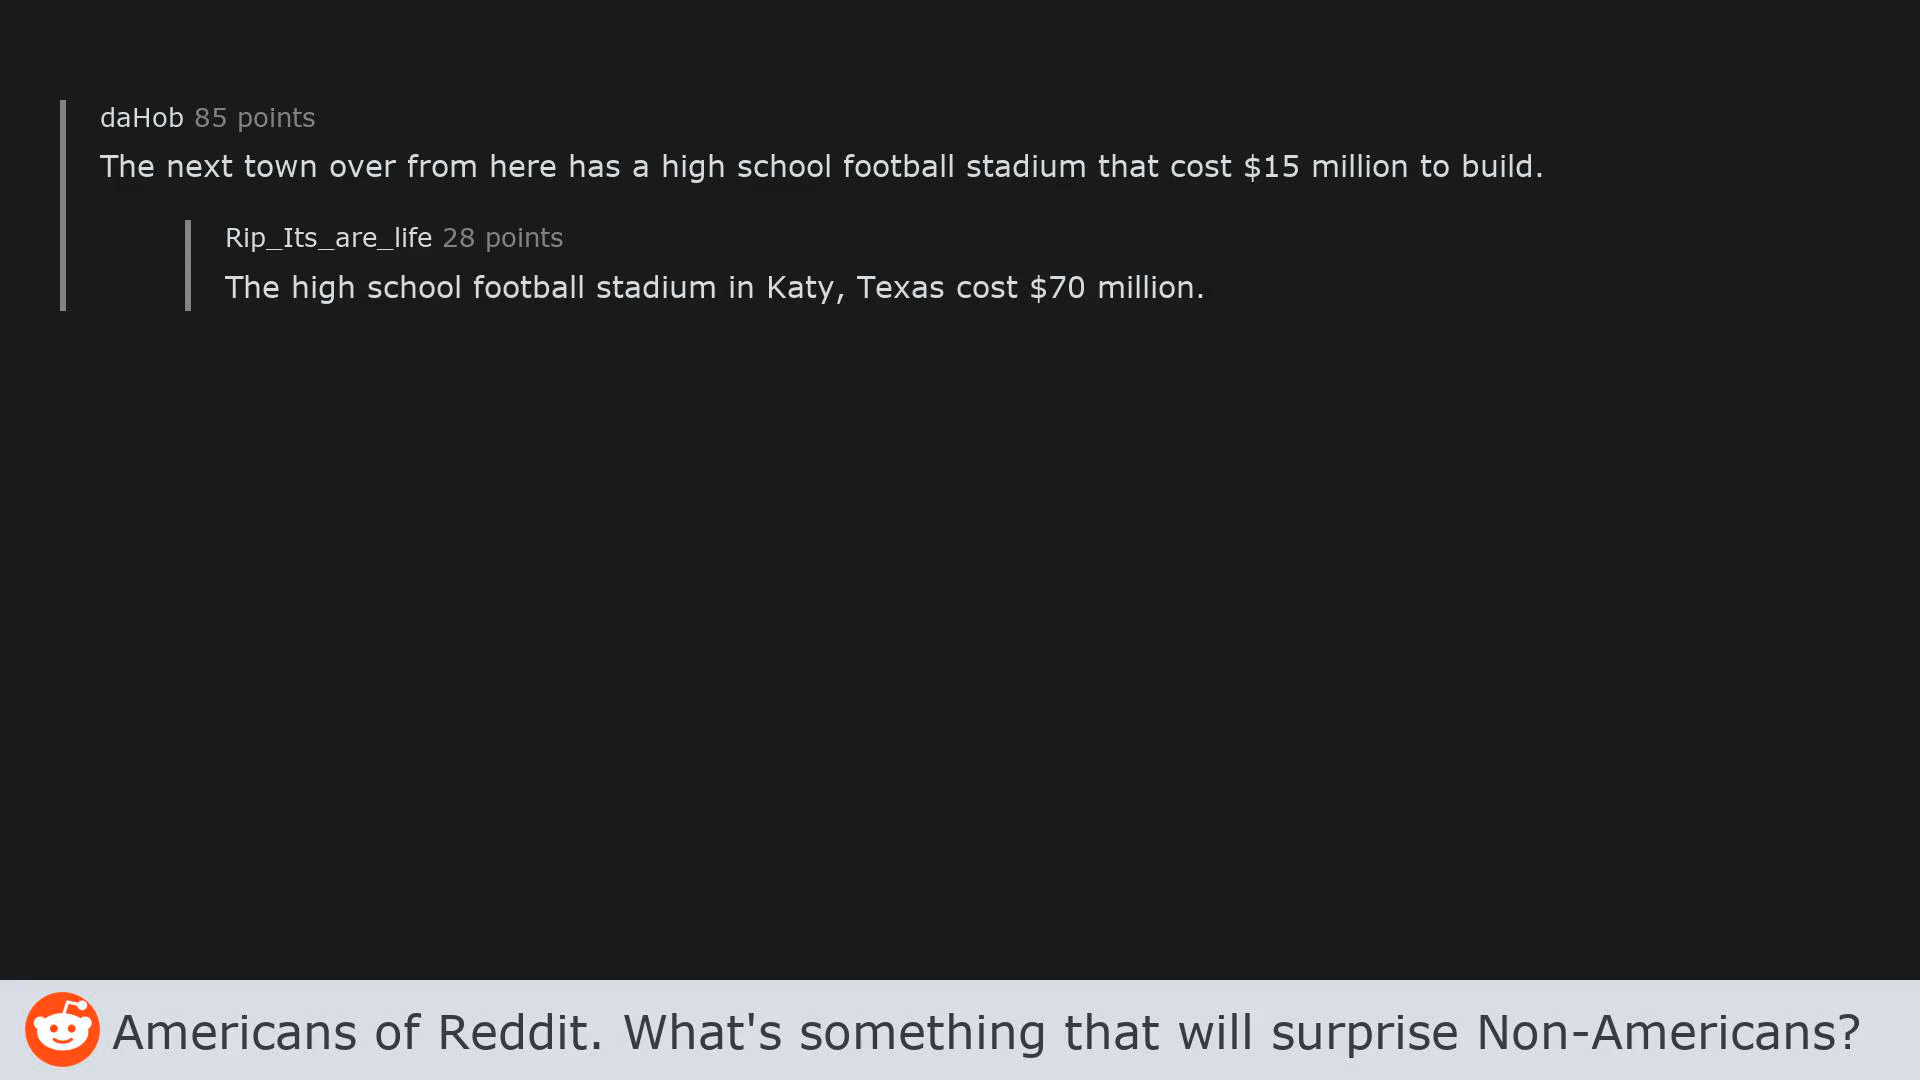 daHob 85 points
The next town over from here has a high school football stadium that cost $15 million to build.
Rip_Its_are_life 28 points
The high school football stadium in Katy, Texas cost $70 million.
Americans of Reddit. What's something that will surprise Non-Americans?